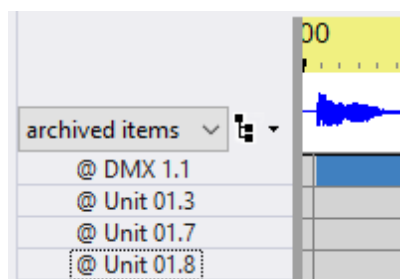 00
archived items
@ DMX 1.1
@ Unit 01.3
@ Unit 01.7
@ Unit 01.8